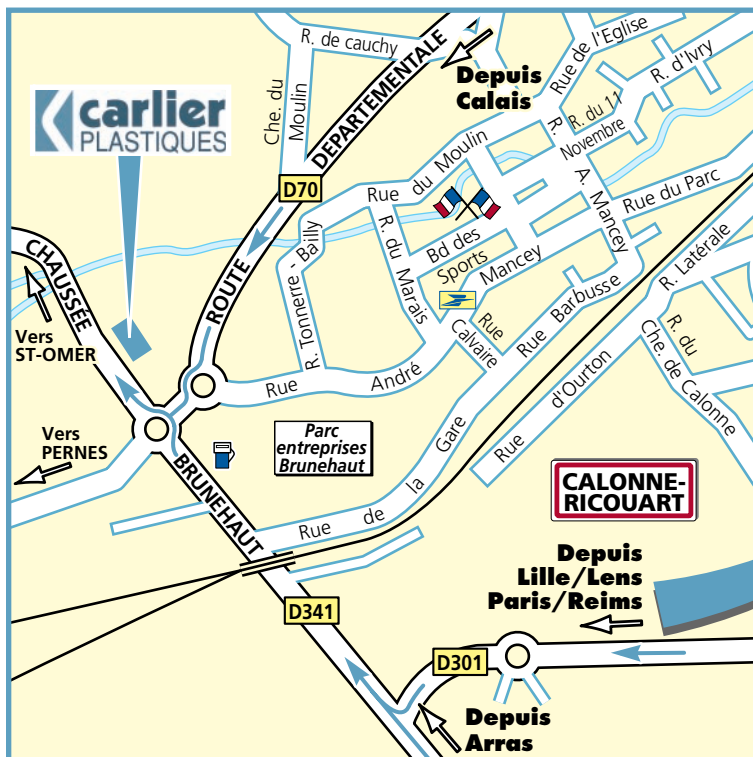 R. de cauchy
Che. du
Moulin
ROUTE
DEPARTEMENTALE
Depuis
Calais
Rue de l'Eglise
R. d'Ivry
R. du 11
Novembre
R.
A. Mancey
Rue du Parc
carlier
PLASTIQUES
D70
Rue du Moulin
R. Tonnerre - Bailly
R. du Marais
Bd des
Sports
Rue André Mancey
Rue
Calvaire
Rue Barbusse
R. Latérale
R. du
Che. de Calonne
Rue d'Ourton
CHAUSSÉE
BRUNEHAUT
Vers
ST-OMER
Vers
PERNES
Parc
entreprises
Brunehaut
Rue de la Gare
CALONNE-
RICOUART
Depuis
Lille/Lens
Paris/Reims
D341
D301
Depuis
Arras